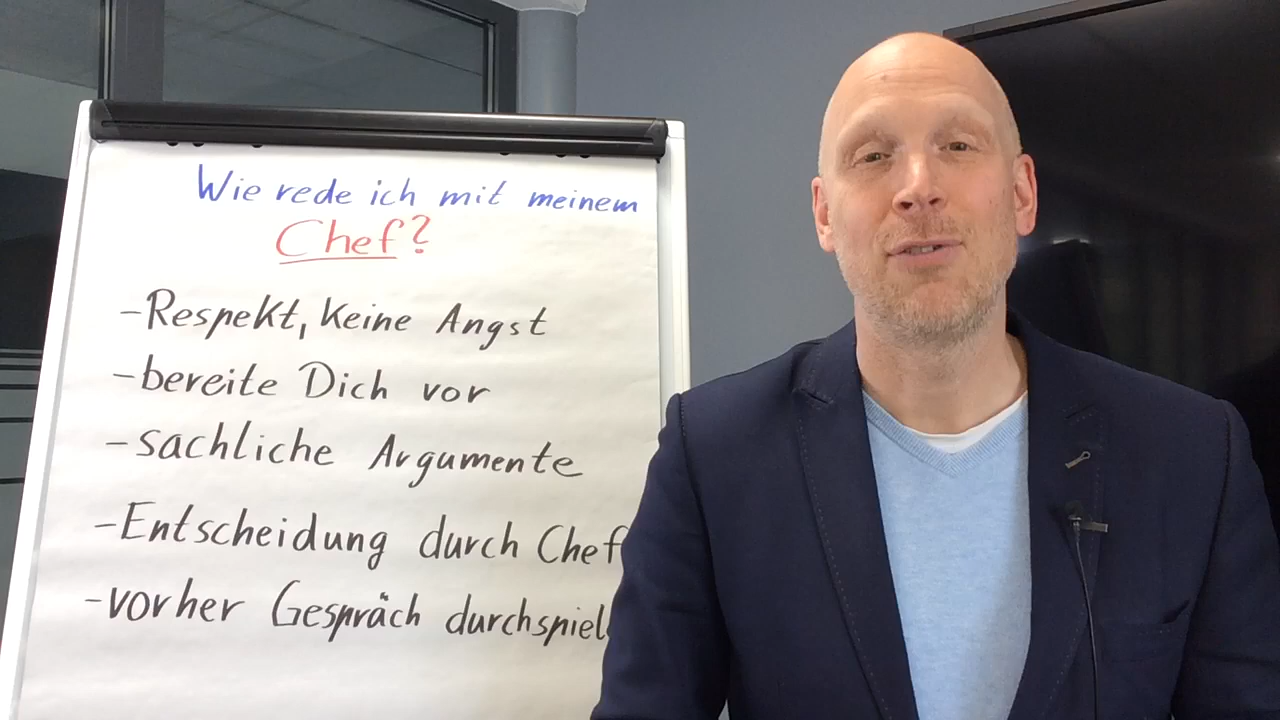 Wie rede ich mit meinem
Chef?
- Respekt, Keine Angst
- bereite Dich vor
- sachliche Argumente
- Entscheidung durch Chef
- vorher Gespräch